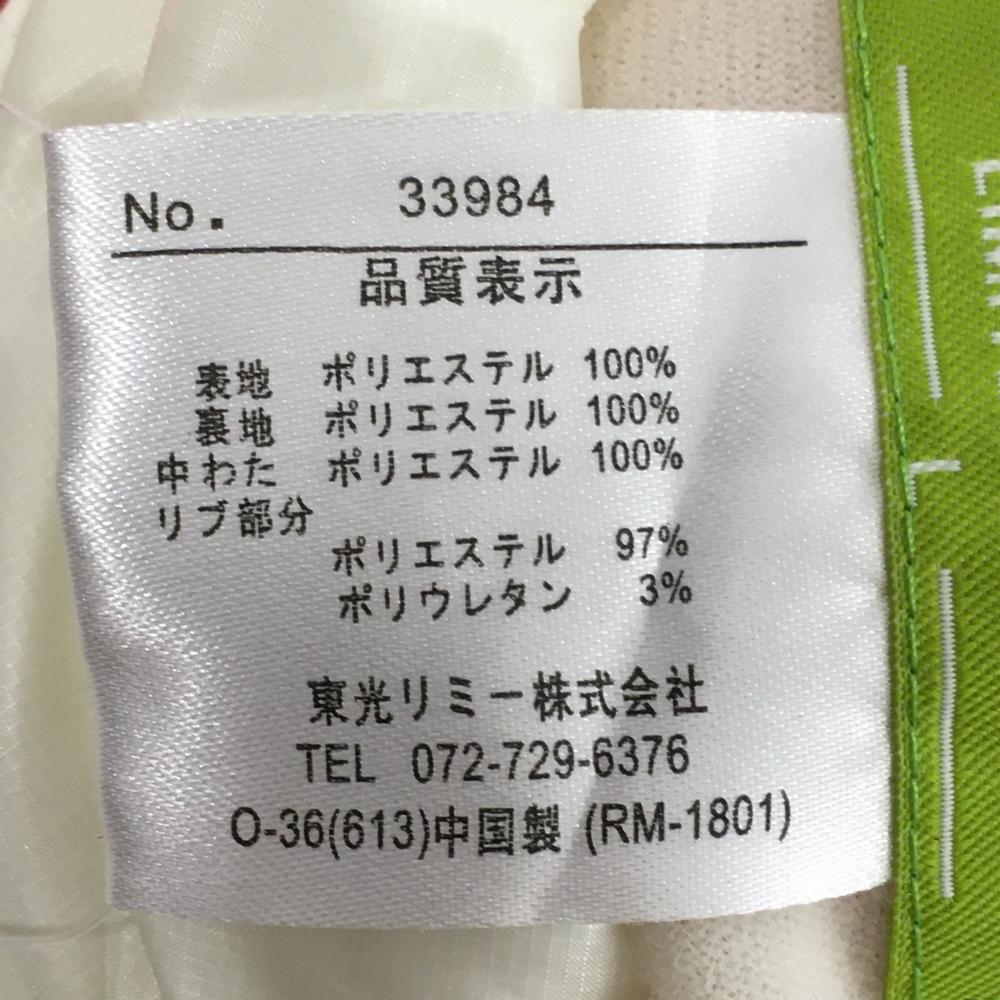 No. 33984
品質表示
表地 ポリエステル 100%
裏地 ポリエステル 100%
中わた ポリエステル 100%
リブ部分
ポリエステル 97%
ポリウレタン 3%
東光リミー株式会社
TEL 072-729-6376
O-36(613)中国製 (RM-1801)
L